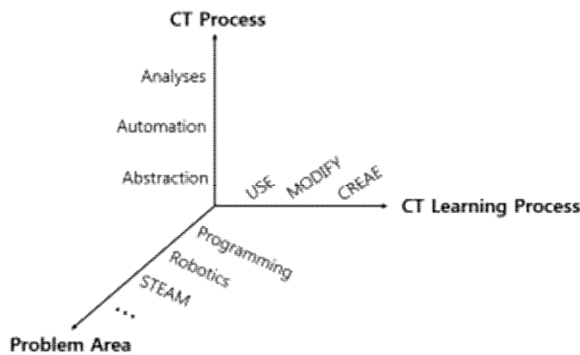 CT Process
Analyses
Automation
Abstraction
USE
MODIFY
CREAE
CT Learning Process
Programming
Robotics
STEAM
...
Problem Area